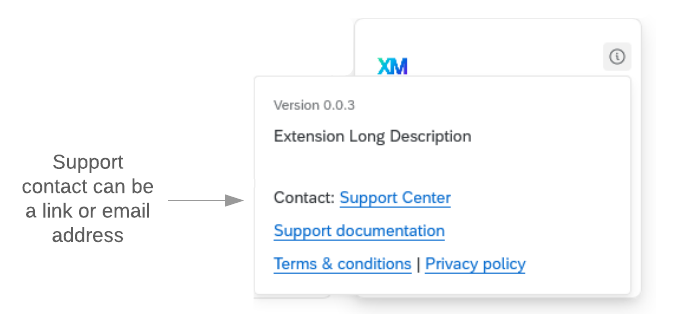 XM
Version 0.0.3
Extension Long Description
Support
contact can be
a link or email
address
Contact: Support Center
Support documentation
Terms & conditions | Privacy policy